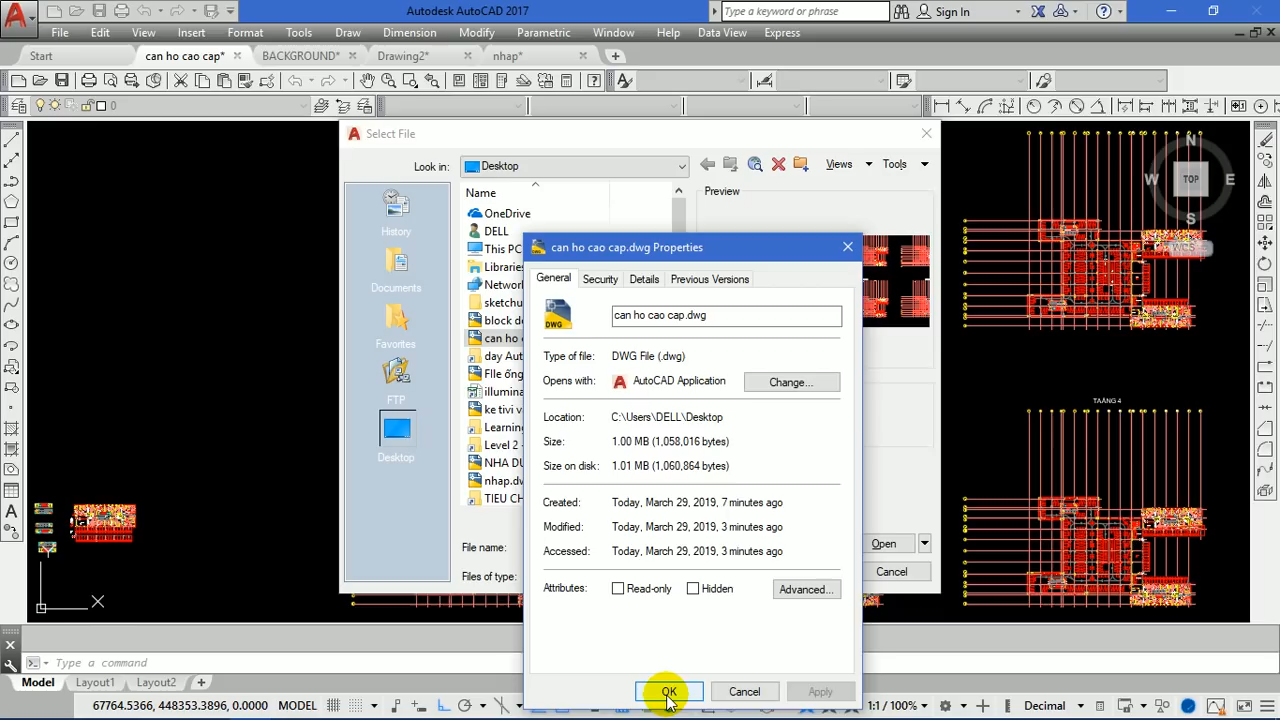 Autodesk AutoCAD 2017
Type a keyword or phrase
Sign In
File Edit View Insert Format Tools Draw Dimension Modify Parametric Window Help Data View Express
Start
can ho cao cap*
BACKGROUND*
Drawing2*
nhap*
0
Select File
Look in:
Desktop
Views
Tools
Name
Preview
OneDrive
DELL
This PC
Libraries
Network
block
can ho
day Aut
ke tivi v
Learning
Level 2 -
NHA DU
nhap.dw
TIEU CH
History
Documents
Favorites
FTP
Desktop
File name:
Files of type:
Open
Cancel
can ho cao cap.dwg Properties
General Security Details Previous Versions
DWG
can ho cao cap.dwg
Type of file: DWG File (.dwg)
Opens with: AutoCAD Application Change...
Location: C:\Users\DELL\Desktop
Size: 1.00 MB (1,058,016 bytes)
Size on disk: 1.01 MB (1,060,864 bytes)
Created: Today, March 29, 2019, 7 minutes ago
Modified: Today, March 29, 2019, 3 minutes ago
Accessed: Today, March 29, 2019, 3 minutes ago
Attributes: Read-only Hidden Advanced...
OK Cancel Apply
N
W TOP E
S
WCS
TAÀNG 4
Type a command
Model Layout1 Layout2
67764.5366, 448353.3896, 0.0000 MODEL
1:1 / 100%
Decimal